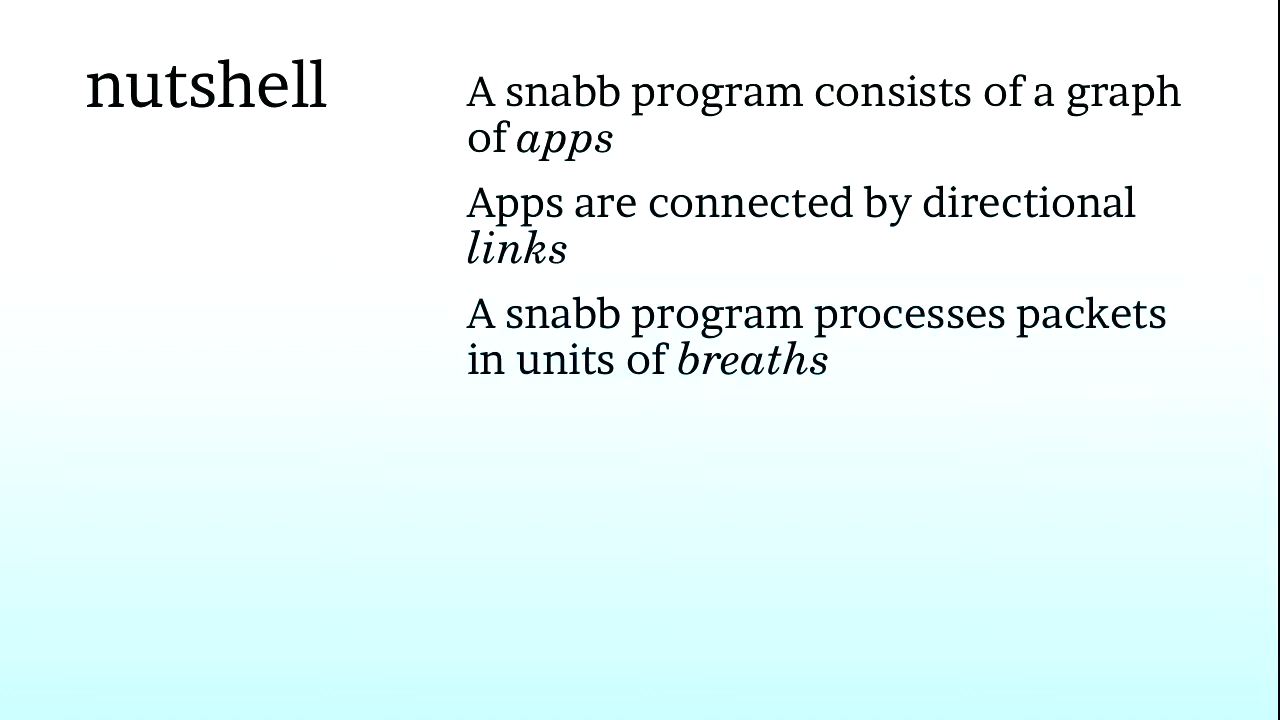 nutshell
A snabb program consists of a graph
of apps
Apps are connected by directional
links
A snabb program processes packets
in units of breaths